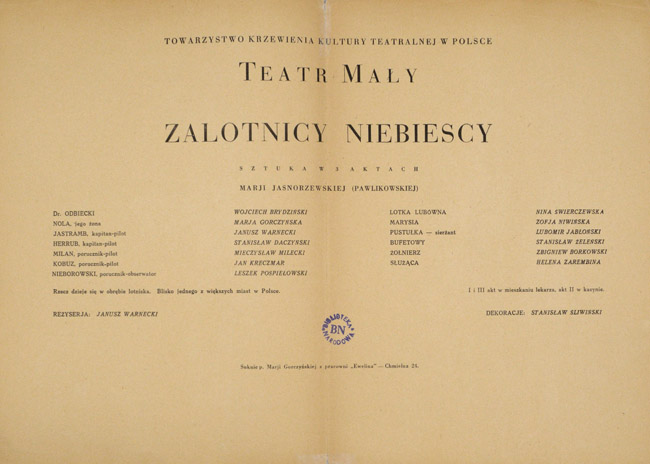 TOWARZYSTWO KRZEWIENIA KULTURY TEATRALNEJ W POLSCE
TEATR MAŁY
ZALOTNICY NIEBIESCY
SZTUKA W 3 AKTACH
MARJI JASNORZEWSKIEJ (PAWLIKOWSKIEJ)
Dr. ODBIECKI WOJCIECH BRYDZIŃSKI
NOLA, jego żona MARJA GORCZYŃSKA
JASTRAMB, kapitan-pilot JANUSZ WARNECKI
HERRUB, kapitan-pilot STANISŁAW DACZYŃSKI
MILAN, porucznik-pilot MIECZYSŁAW MILECKI
KOBUZ, porucznik-pilot JAN KRECZMAR
NIEBOROWSKI, porucznik-obserwator LESZEK POSPIEŁOWSKI
LOTKA LUBOWNA NINA ŚWIERCZEWSKA
MARYSIA ZOFJA NIWIŃSKA
PUSTUŁKA — sierżant LUBOMIR JABŁOŃSKI
BUFETOWY STANISŁAW ŻELEŃSKI
ŻOŁNIERZ ZBIGNIEW BORKOWSKI
SŁUŻĄCA HELENA ZAREMBINA
Rzecz dzieje się w obrębie lotniska. Blisko jednego z większych miast w Polsce.
I i III akt w mieszkaniu lekarza, akt II w kasynie.
REŻYSERJA: JANUSZ WARNECKI
DEKORACJE: STANISŁAW ŚLIWIŃSKI
BIBLIOTEKA
BN
NARODOWA
Suknie p. Marji Gorczyńskiej z pracowni „Ewelina" — Chmielna 28.